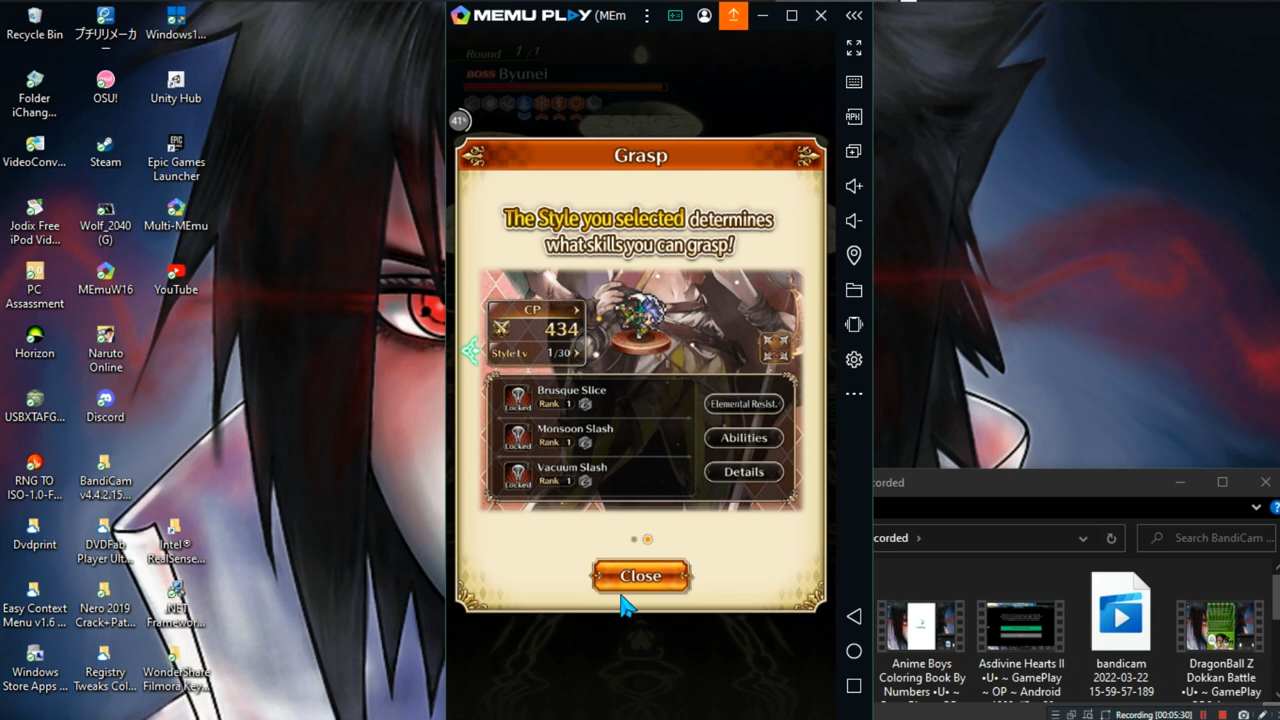 Recycle Bin
プチリリメーカー
Windows1...
Folder iChang...
OSU!
Unity Hub
VideoConv...
Steam
Epic Games Launcher
Jodix Free iPod Vid...
Wolf_2040 (G)
Multi-MEmu
PC Assassment
MEmuW16
YouTube
Horizon
Naruto Online
USBXTAFG...
Discord
RNG TO ISO-1.0-F...
BandiCam v4.4.2.15...
Dvdprint
DVDFab Player Ult...
Intel® RealSense...
Easy Context Menu v1.6 ...
Nero 2019 Crack+Pat...
.NET Framewor...
Windows Store Apps ...
Registry Tweaks Col...
WonderShare Filmora Key...
MEMU PLAY (MEm
Round 1 / 1
BOSS Byunei
41%
Grasp
The Style you selected determines
what skills you can grasp!
CP
434
Style Lv 1/30
Brusque Slice
Locked Rank 1
Elemental Resist.
Monsoon Slash
Locked Rank 1
Abilities
Vacuum Slash
Locked Rank 1
Details
Close
APK
corded
corded
Search BandiCam ...
Anime Boys Coloring Book By Numbers •U• ~
Asdivine Hearts II •U• ~ GamePlay ~ OP ~ Android
bandicam 2022-03-22 15-59-57-189
DragonBall Z Dokkan Battle •U• ~ GamePlay
Recording [00:05:30]